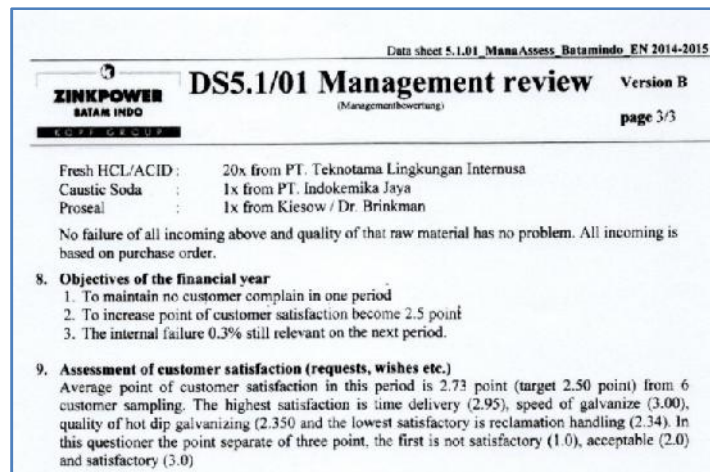 Data sheet 5.1.01_ManaAssess_Batamindo_EN 2014-2015
ZINKPOWER
BATAM INDO
KOPF GROUP
DS5.1/01 Management review
(Managementbewertung)
Version B
page 3/3
Fresh HCL/ACID : 20x from PT. Teknotama Lingkungan Internusa
Caustic Soda : 1x from PT. Indokemika Jaya
Proseal : 1x from Kiesow / Dr. Brinkman
No failure of all incoming above and quality of that raw material has no problem. All incoming is
based on purchase order.
8. Objectives of the financial year
1. To maintain no customer complain in one period
2. To increase point of customer satisfaction become 2.5 point
3. The internal failure 0.3% still relevant on the next period.
9. Assessment of customer satisfaction (requests, wishes etc.)
Average point of customer satisfaction in this period is 2.73 point (target 2.50 point) from 6
customer sampling. The highest satisfaction is time delivery (2.95), speed of galvanize (3.00),
quality of hot dip galvanizing (2.350 and the lowest satisfactory is reclamation handling (2.34). In
this questioner the point separate of three point, the first is not satisfactory (1.0), acceptable (2.0)
and satisfactory (3.0)